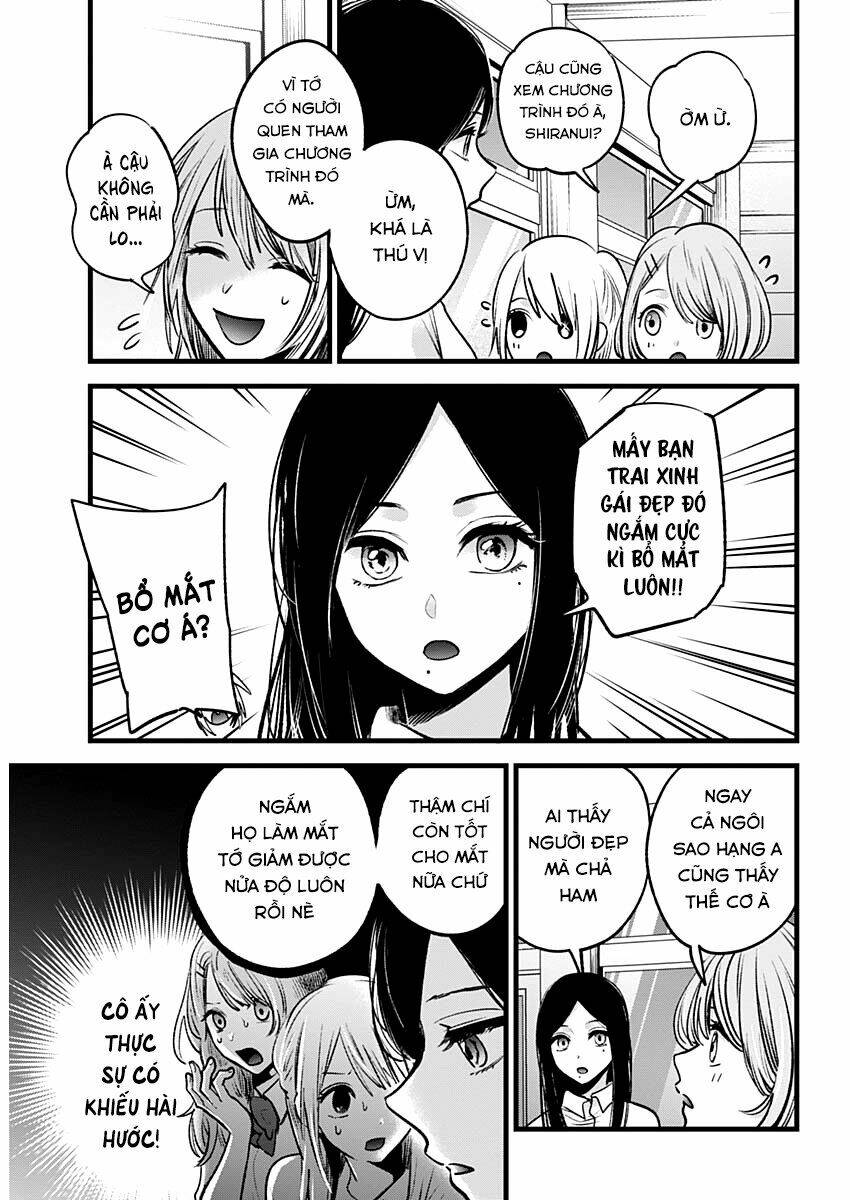 ỜM Ừ.
CẬU CŨNG
XEM CHƯƠNG
TRÌNH ĐÓ À,
SHIRANUI?
ỪM,
KHÁ LÀ
THÚ VỊ
VÌ TỚ
CÓ NGƯỜI
QUEN THAM
GIA CHƯƠNG
TRÌNH ĐÓ
MÀ.
À CẬU
KHÔNG
CẦN PHẢI
LO...
MẤY BẠN
TRAI XINH
GÁI ĐẸP ĐÓ
NGẮM CỰC
KÌ BỔ MẮT
LUÔN!!
BỔ MẮT
CƠ Á?
NGAY
CẢ NGÔI
SAO HẠNG A
CŨNG THẤY
THẾ CƠ À
AI THẤY
NGƯỜI ĐẸP
MÀ CHẢ
HAM
THẬM CHÍ
CÒN TỐT
CHO MẮT
NỮA CHỨ
NGẮM
HỌ LÀM MẮT
TỚ GIẢM ĐƯỢC
NỬA ĐỘ LUÔN
RỒI NÈ
CÔ ẤY
THỰC
SỰ CÓ
KHIẾU HÀI
HƯỚC!